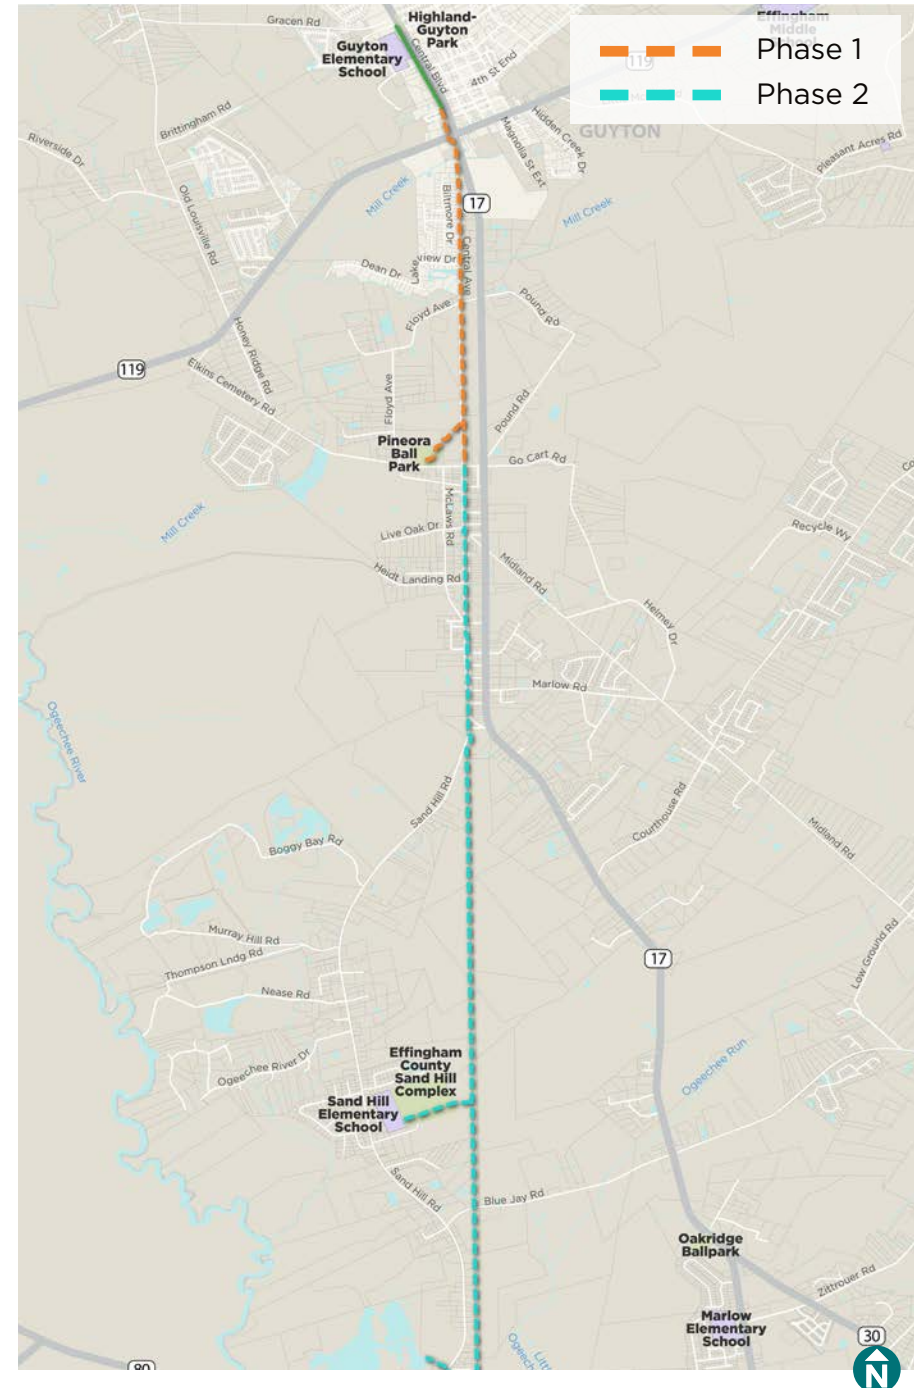 Gracen Rd
Highland-
Guyton
Park
Effingham
Middle
School
Guyton
Elementary
School
Central Blvd
4th St End
Phase 1
Phase 2
119
GUYTON
Brittingham Rd
Riverside Dr
Hidden Creek Dr
Magnolia St Ext
Pleasant Acres Rd
Old Louisville Rd
Mill Creek
Biltmore Dr
17
Mill Creek
Central Ave
Lake
view Dr
Dean Dr
Floyd Ave
Pound Rd
Honey Ridge Rd
119
Elkins Cemetery Rd
Floyd Ave
Pound Rd
Pineora
Ball
Park
Go Cart Rd
McLaws Rd
Mill Creek
Live Oak Dr
Recycle Wy
Heidt Landing Rd
Midland Rd
Helmey Dr
Marlow Rd
Ogeechee River
Sand Hill Rd
Courthouse Rd
Midland Rd
Boggy Bay Rd
Murray Hill Rd
Thompson Lndg Rd
Nease Rd
17
Low Ground Rd
Ogeechee River Dr
Effingham
County
Sand Hill
Complex
Ogeechee Run
Sand Hill
Elementary
School
Sand Hill Rd
Blue Jay Rd
Oakridge
Ballpark
Zittrouer Rd
Marlow
Elementary
School
30
80
N